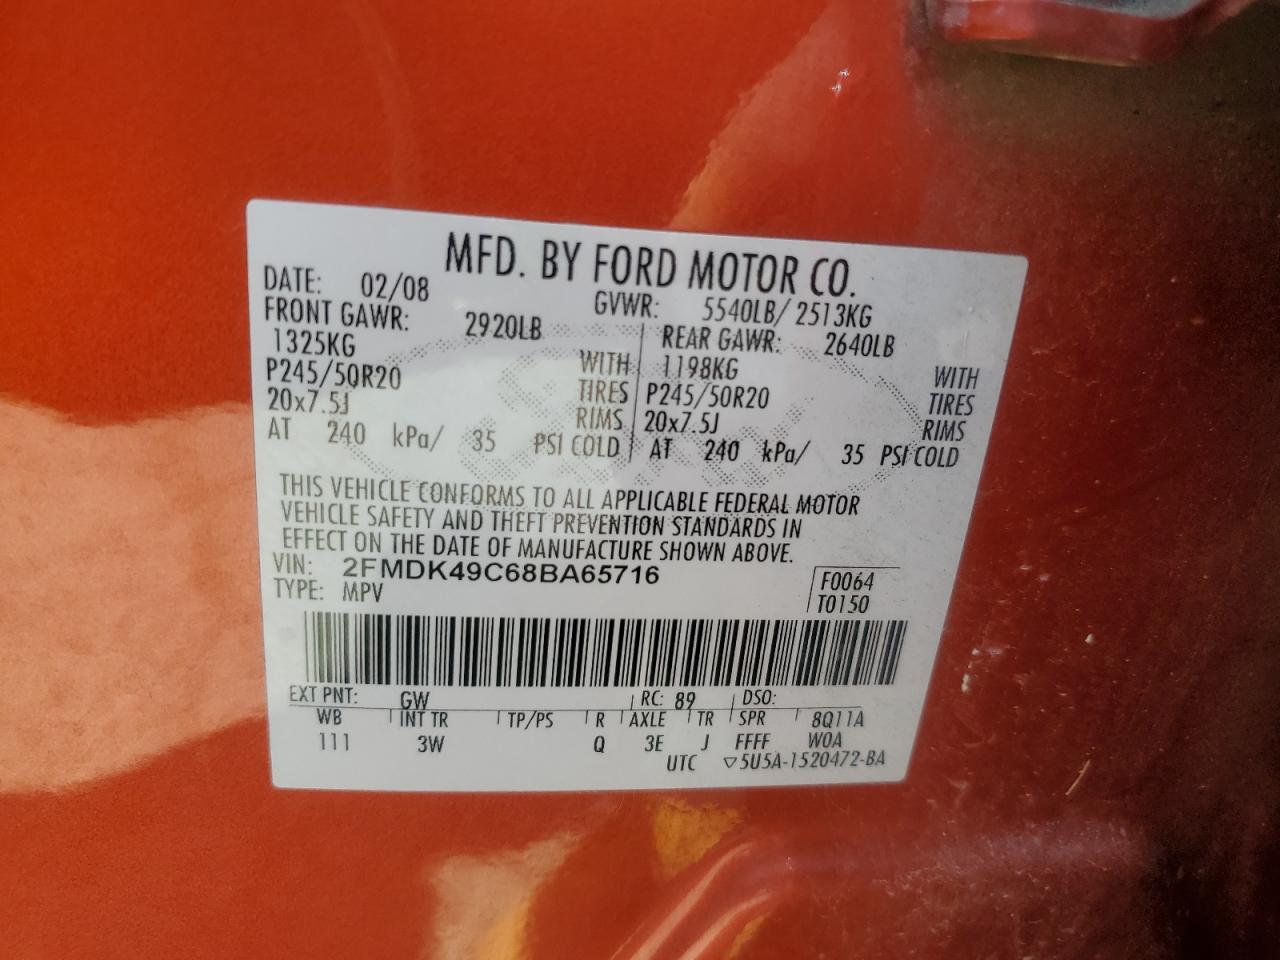 MFD. BY FORD MOTOR CO.
DATE: 02/08 GVWR: 5540LB/ 2513KG
FRONT GAWR: 2920LB REAR GAWR: 2640LB
1325KG WITH 1198KG WITH
P245/50R20 TIRES P245/50R20 TIRES
20x7.5J RIMS 20x7.5J RIMS
AT 240 kPa/ 35 PSI COLD AT 240 kPa/ 35 PSI COLD
THIS VEHICLE CONFORMS TO ALL APPLICABLE FEDERAL MOTOR
VEHICLE SAFETY AND THEFT PREVENTION STANDARDS IN
EFFECT ON THE DATE OF MANUFACTURE SHOWN ABOVE.
VIN: 2FMDK49C68BA65716 F0064
TYPE: MPV T0150
EXT PNT: GW RC: 89 DSO:
WB INT TR TP/PS R AXLE TR SPR 8Q11A
111 3W Q 3E J FFFF WOA
UTC ▽5U5A-1520472-BA